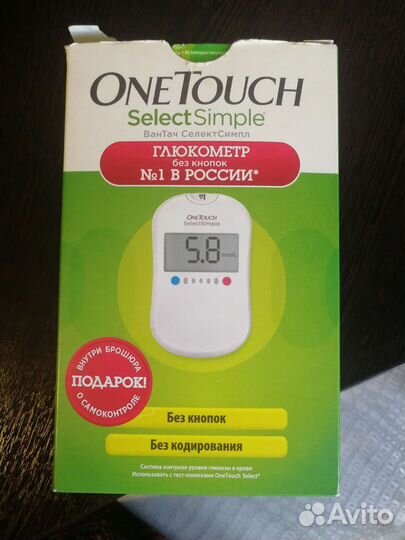 ONETOUCH
SelectSimple®
ВанТач СелектСимпл
ГЛЮКОМЕТР
без кнопок
№1 В РОССИИ*
ONETOUCH
SelectSimple
5.8
mmol/L
ВНУТРИ БРОШЮРА
ПОДАРОК!
О САМОКОНТРОЛЕ
Без кнопок
Без кодирования
Система контроля уровня глюкозы в крови
Использовать с тест-полосками OneTouch Select®
Avito